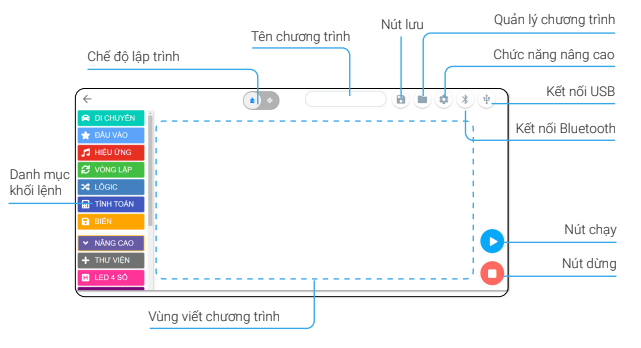 Quản lý chương trình
Nút lưu
Tên chương trình
Chế độ lập trình
Chức năng nâng cao
Kết nối USB
Kết nối Bluetooth
DI CHUYỂN
ĐẦU VÀO
HIỆU ỨNG
VÒNG LẶP
Danh mục
khối lệnh
LÔGIC
TÍNH TOÁN
BIẾN
NÂNG CAO
THƯ VIỆN
LED 4 SỐ
Nút chạy
Nút dừng
Vùng viết chương trình